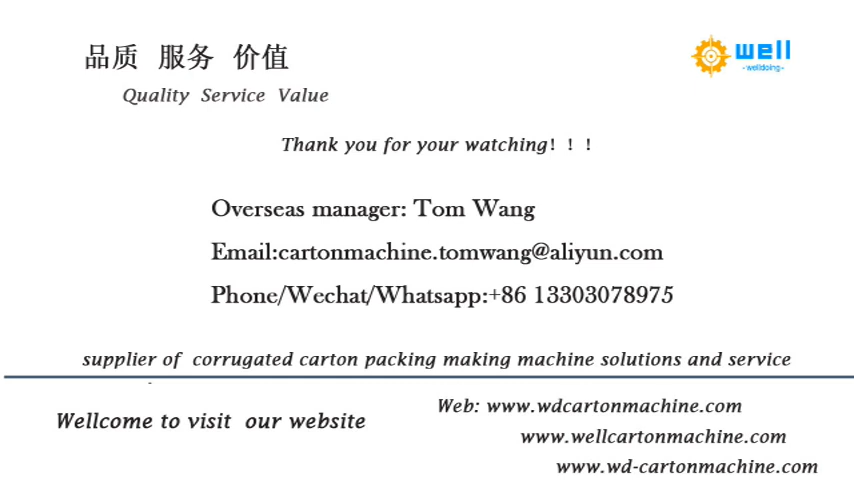 品质 服务 价值
well
-welldoing-
Quality Service Value
Thank you for your watching！！！
Overseas manager: Tom Wang
Email:cartonmachine.tomwang@aliyun.com
Phone/Wechat/Whatsapp:+86 13303078975
supplier of corrugated carton packing making machine solutions and service
Wellcome to visit our website
Web: www.wdcartonmachine.com
www.wellcartonmachine.com
www.wd-cartonmachine.com